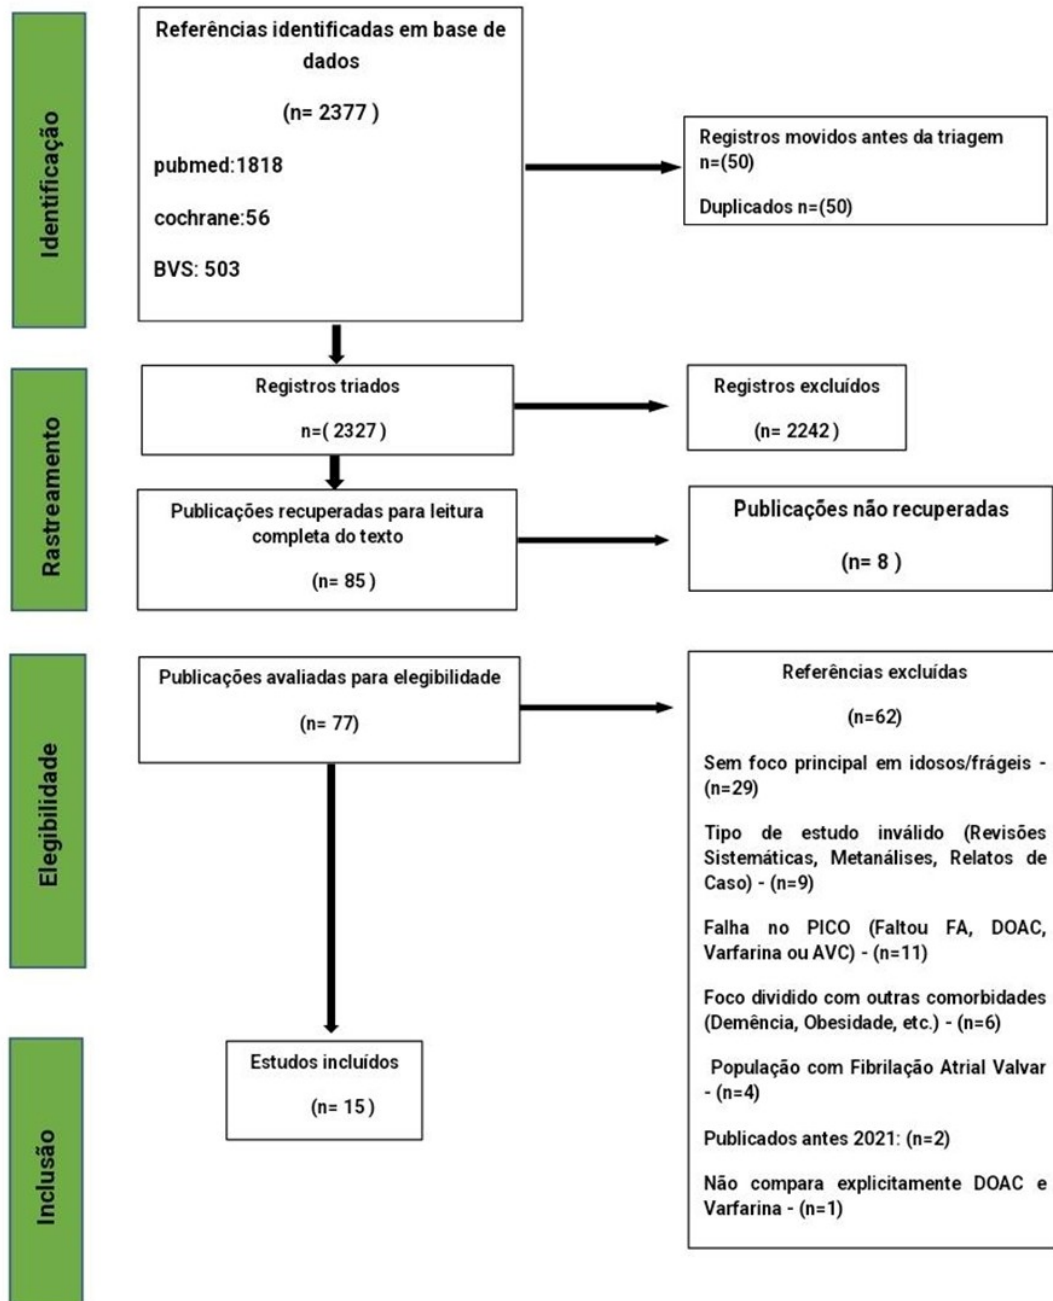 Identificação
Referências identificadas em base de
dados
(n= 2377 )
pubmed:1818
cochrane:56
BVS: 503
Registros movidos antes da triagem
n=(50)
Duplicados n=(50)
Rastreamento
Registros triados
n=( 2327 )
Registros excluídos
(n= 2242 )
Publicações recuperadas para leitura
completa do texto
(n= 85 )
Publicações não recuperadas
(n= 8 )
Elegibilidade
Publicações avaliadas para elegibilidade
(n= 77)
Referências excluídas
(n=62)
Sem foco principal em idosos/frágeis -
(n=29)
Tipo de estudo inválido (Revisões
Sistemáticas, Metanálises, Relatos de
Caso) - (n=9)
Falha no PICO (Faltou FA, DOAC,
Varfarina ou AVC) - (n=11)
Foco dividido com outras comorbidades
(Demência, Obesidade, etc.) - (n=6)
População com Fibrilação Atrial Valvar
- (n=4)
Publicados antes 2021: (n=2)
Não compara explicitamente DOAC e
Varfarina - (n=1)
Inclusão
Estudos incluídos
(n= 15 )